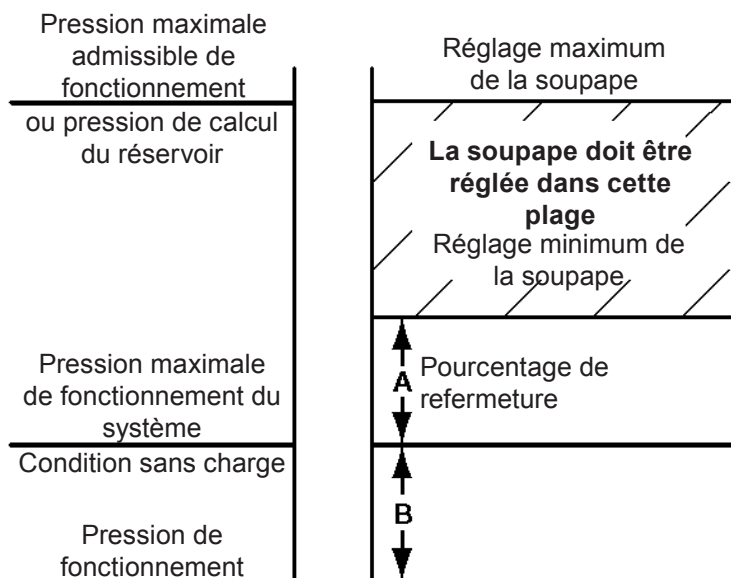 Pression maximale
admissible de
fonctionnement
ou pression de calcul
du réservoir
Réglage maximum
de la soupape
La soupape doit être
réglée dans cette
plage
Réglage minimum de
la soupape
Pression maximale
de fonctionnement du
système
A
Pourcentage de
refermeture
Condition sans charge
B
Pression de
fonctionnement